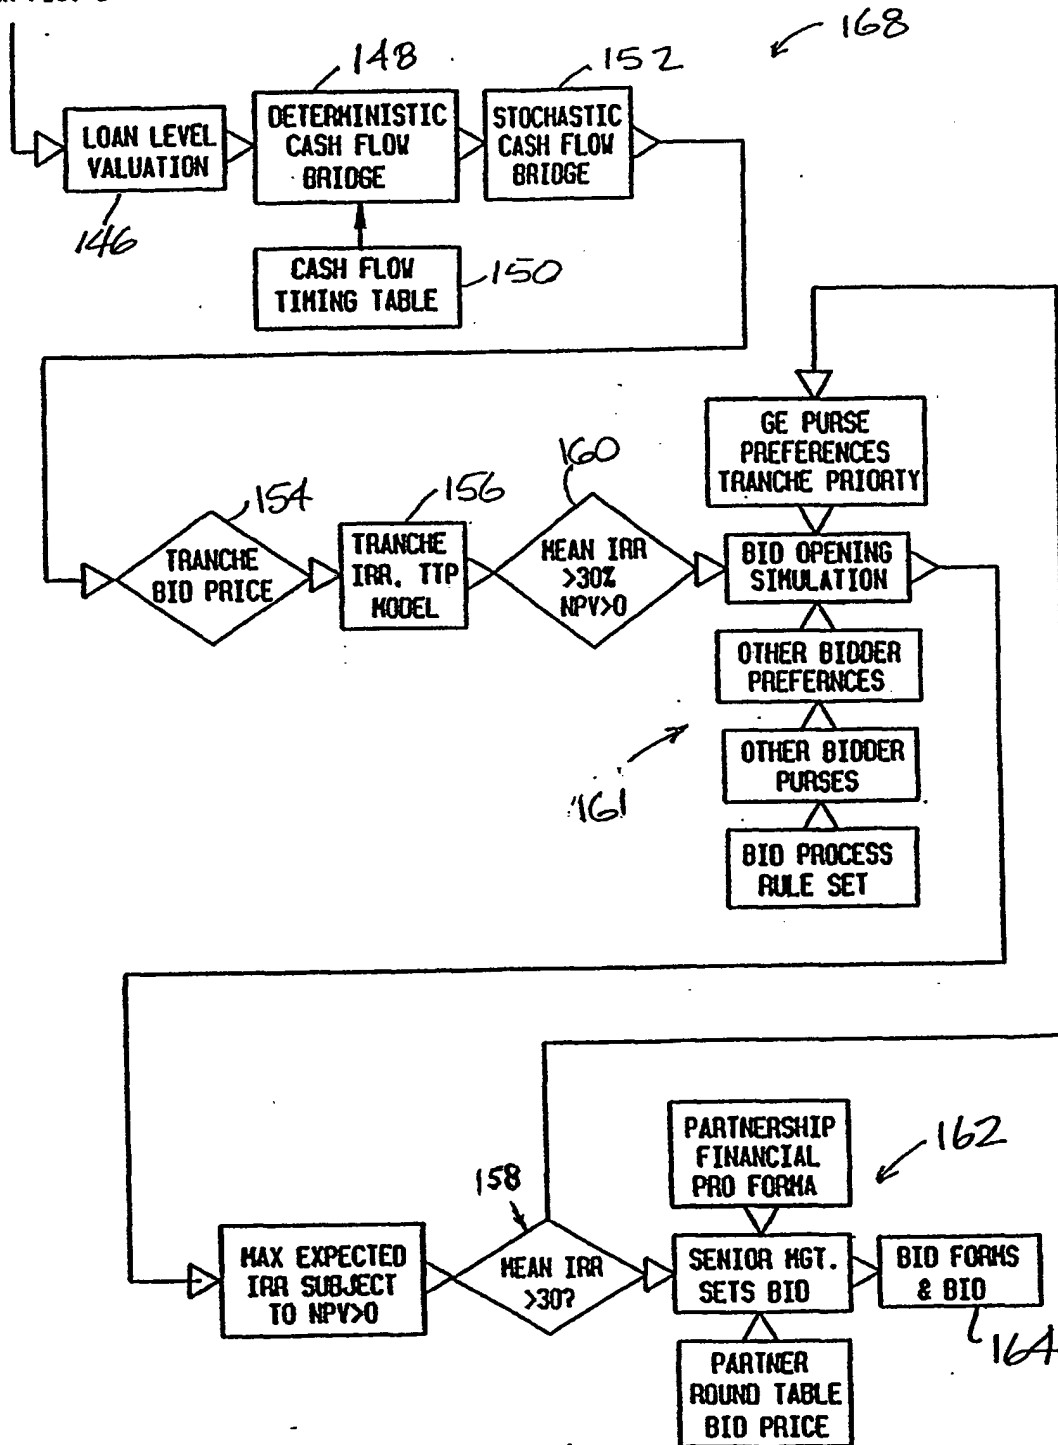 168
148
152
LOAN LEVEL
VALUATION
DETERMINISTIC
CASH FLOW
BRIDGE
STOCHASTIC
CASH FLOW
BRIDGE
146
CASH FLOW
TIMING TABLE
150
GE PURSE
PREFERENCES
TRANCHE PRIORTY
160
154
156
TRANCHE
BID PRICE
TRANCHE
IRR. TTP
MODEL
MEAN IRR
>30%
NPV>0
BID OPENING
SIMULATION
OTHER BIDDER
PREFERNCES
OTHER BIDDER
PURSES
161
BID PROCESS
RULE SET
PARTNERSHIP
FINANCIAL
PRO FORMA
162
158
MAX EXPECTED
IRR SUBJECT
TO NPV>0
MEAN IRR
>30?
SENIOR MGT.
SETS BID
BID FORMS
& BID
164
PARTNER
ROUND TABLE
BID PRICE